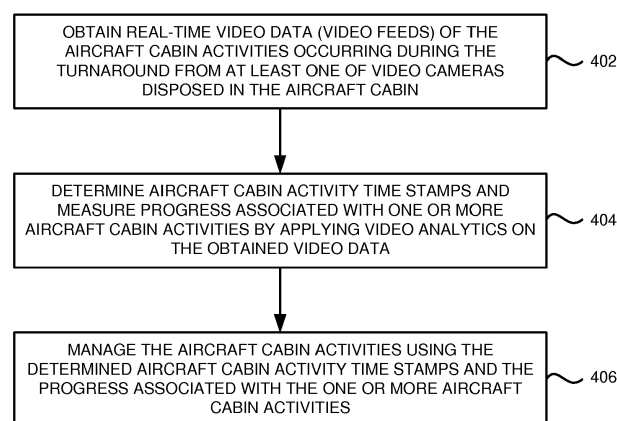 OBTAIN REAL-TIME VIDEO DATA (VIDEO FEEDS) OF THE
AIRCRAFT CABIN ACTIVITIES OCCURRING DURING THE
TURNAROUND FROM AT LEAST ONE OF VIDEO CAMERAS
DISPOSED IN THE AIRCRAFT CABIN
402
DETERMINE AIRCRAFT CABIN ACTIVITY TIME STAMPS AND
MEASURE PROGRESS ASSOCIATED WITH ONE OR MORE
AIRCRAFT CABIN ACTIVITIES BY APPLYING VIDEO ANALYTICS ON
THE OBTAINED VIDEO DATA
404
MANAGE THE AIRCRAFT CABIN ACTIVITIES USING THE
DETERMINED AIRCRAFT CABIN ACTIVITY TIME STAMPS AND THE
PROGRESS ASSOCIATED WITH THE ONE OR MORE AIRCRAFT
CABIN ACTIVITIES
406